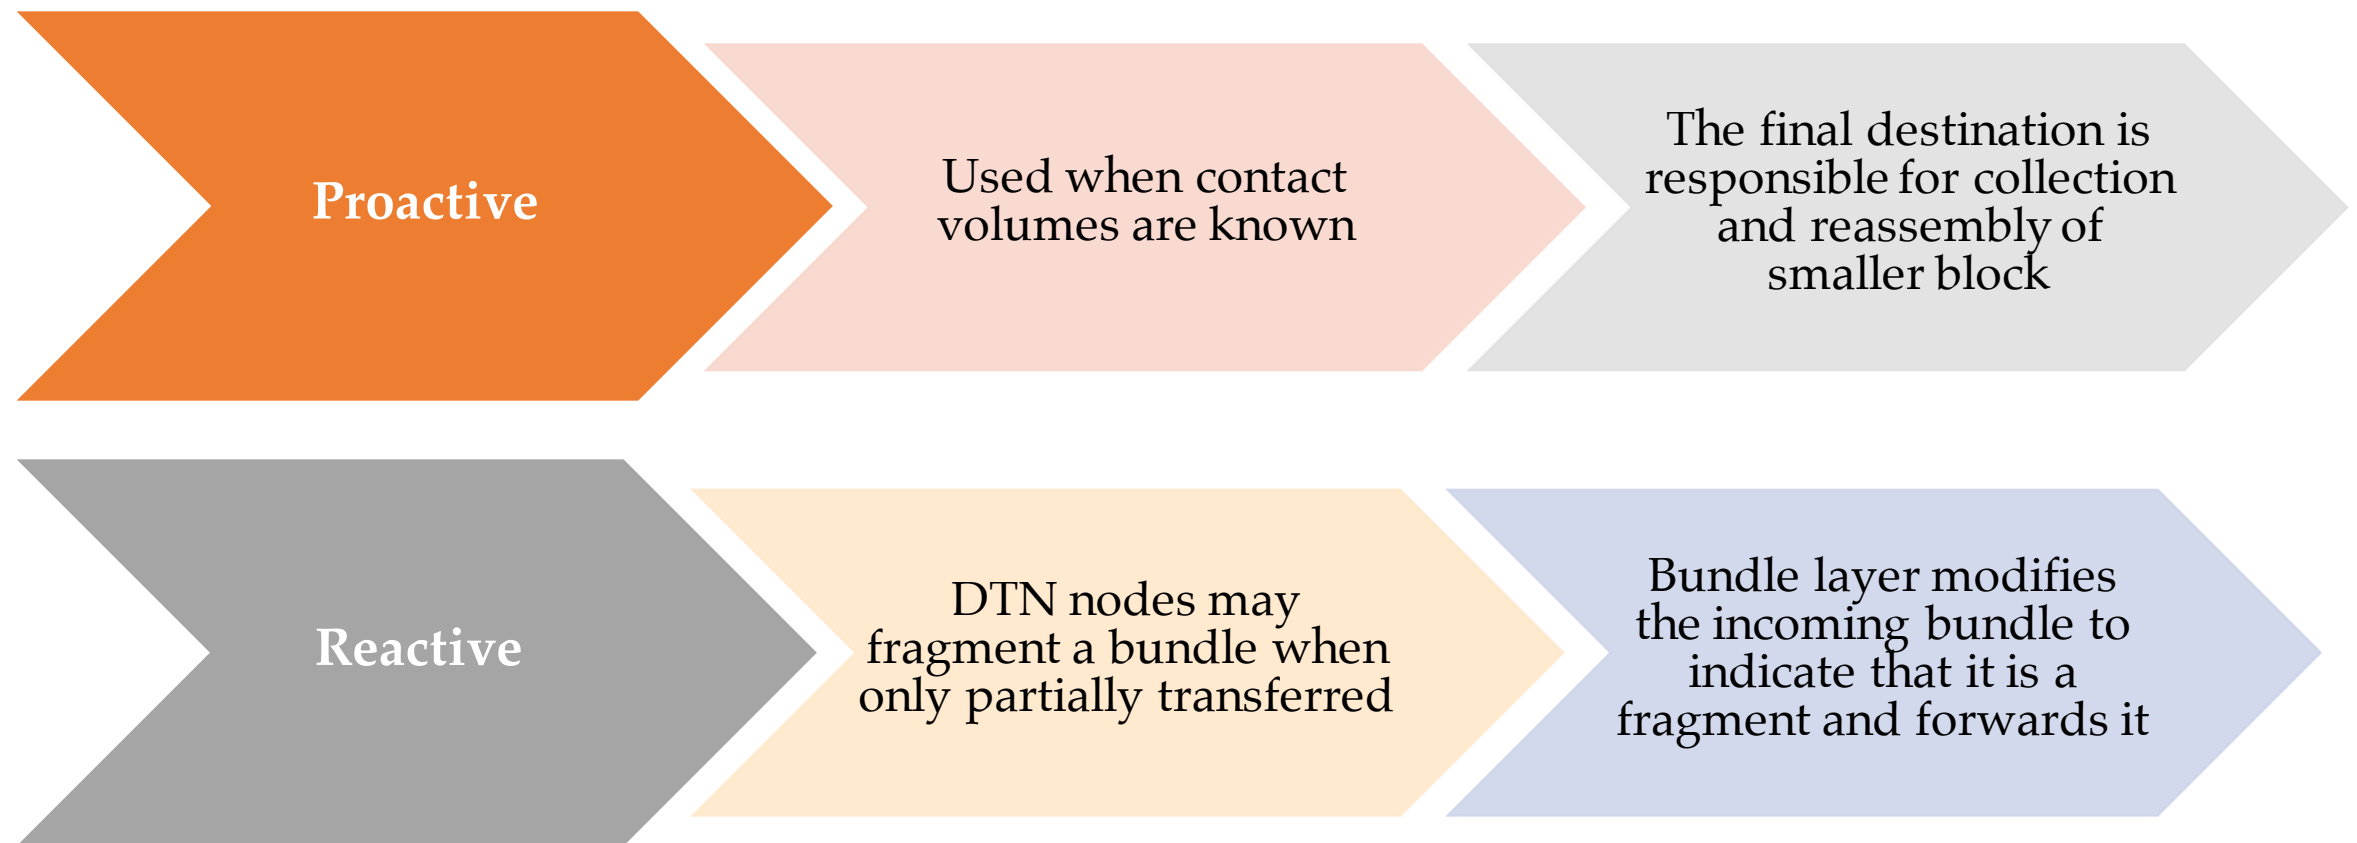 Proactive
Used when contact
volumes are known
The final destination is
responsible for collection
and reassembly of
smaller block
Reactive
DTN nodes may
fragment a bundle when
only partially transferred
Bundle layer modifies
the incoming bundle to
indicate that it is a
fragment and forwards it